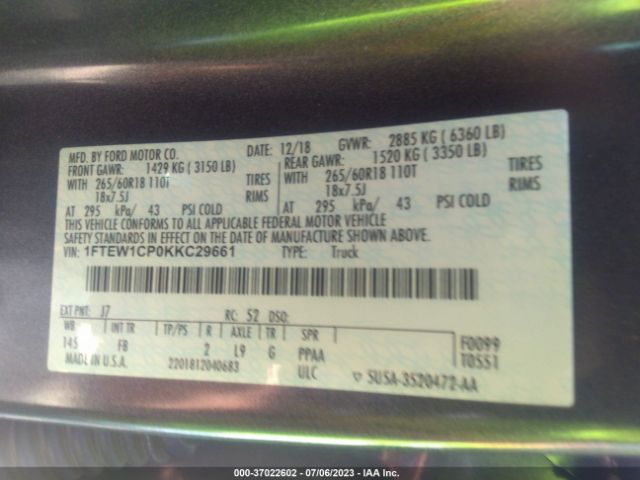 MFD. BY FORD MOTOR CO. DATE: 12/18 GVWR: 2885 KG ( 6360 LB)
FRONT GAWR: 1429 KG ( 3150 LB) REAR GAWR: 1520 KG ( 3350 LB)
WITH 265/60R18 110T TIRES WITH 265/60R18 110T TIRES
18x7.5J RIMS 18x7.5J RIMS
AT 295 kPa/ 43 PSI COLD AT 295 kPa/ 43 PSI COLD
THIS VEHICLE CONFORMS TO ALL APPLICABLE FEDERAL MOTOR VEHICLE
SAFETY STANDARDS IN EFFECT ON THE DATE OF MANUFACTURE SHOWN ABOVE.
VIN: 1FTEW1CP0KKC29661 TYPE: Truck
EXT PNT: J7 RC: 52 DSO:
WB INT TR TP/PS R AXLE TR SPR F0099
145 FB 2 L9 G PPAA T0551
MADE IN U.S.A. 2201812040683 ULC ▽ SU5A-3520472-AA
000-37022602 - 07/06/2023 - IAA Inc.